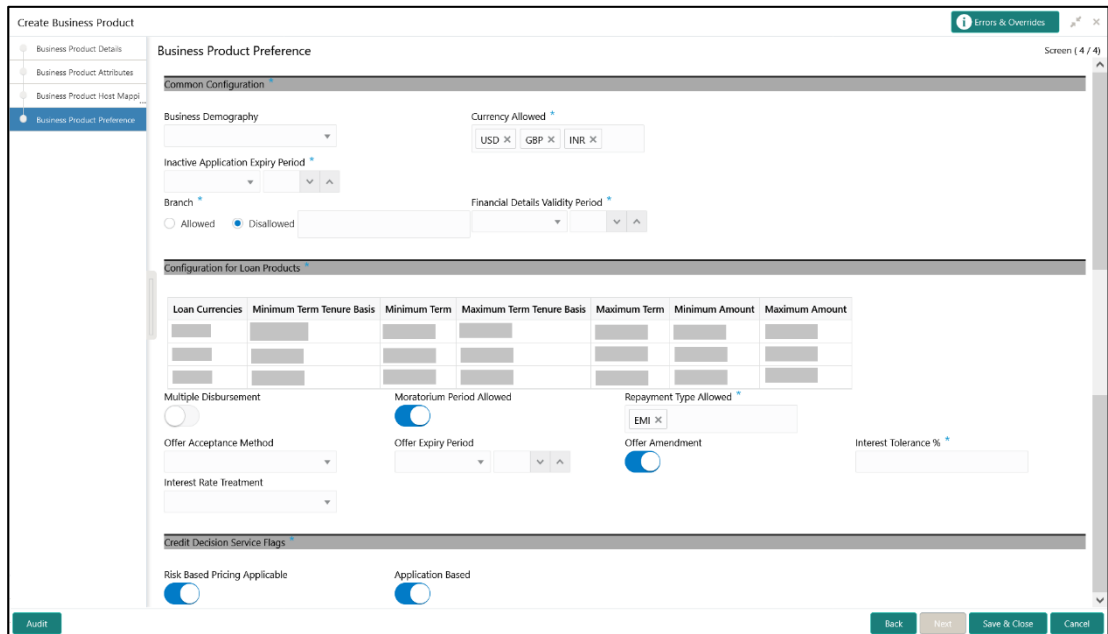 Create Business Product
Errors & Overrides
Business Product Details
Business Product Attributes
Business Product Host Mappi...
Business Product Preference
Business Product Preference
Screen ( 4 / 4)
Common Configuration *
Business Demography
Currency Allowed *
USD × GBP × INR ×
Inactive Application Expiry Period *
Branch *
Financial Details Validity Period *
Allowed Disallowed
Configuration for Loan Products *
Loan Currencies Minimum Term Tenure Basis Minimum Term Maximum Term Tenure Basis Maximum Term Minimum Amount Maximum Amount
Multiple Disbursement Moratorium Period Allowed Repayment Type Allowed *
EMI ×
Offer Acceptance Method Offer Expiry Period Offer Amendment Interest Tolerance % *
Interest Rate Treatment
Credit Decision Service Flags *
Risk Based Pricing Applicable Application Based
Audit Back Next Save & Close Cancel